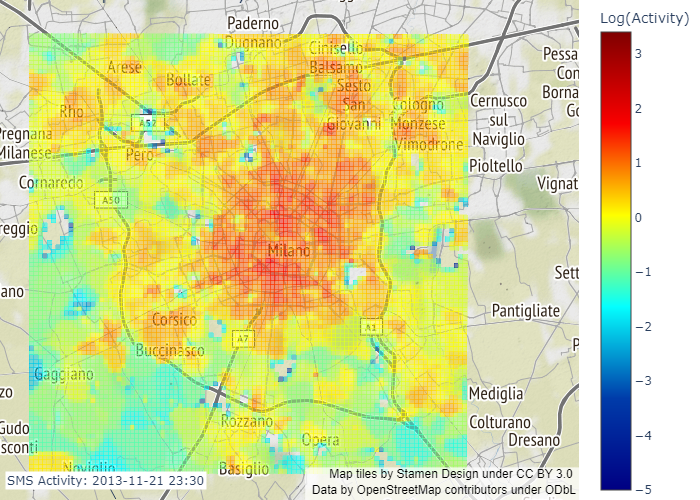 Log(Activity)
3
2
1
0
−1
−2
−3
−4
−5
Paderno
Dugnano
Cinisello
Balsamo
Arese
Bollate
Sesto
San
Giovanni
Rho
Cologno
Monzese
Cernusco
sul
Naviglio
Pessa
Con
Borna
Go
A52
Pregnana
Milanese
Pero
Vimodrone
Pioltello
Cornaredo
Vignat
A50
reggio
Milano
Sett
ano
Corsico
Pantigliate
A7
A1
Buccinasco
P
Gaggiano
zo
Mediglia
Rozzano
Colturano
Gudo
sconti
Opera
Dresano
Noviglio
Basiglio
SMS Activity: 2013-11-21 23:30
Map tiles by Stamen Design under CC BY 3.0
Data by OpenStreetMap contributors under ODbL